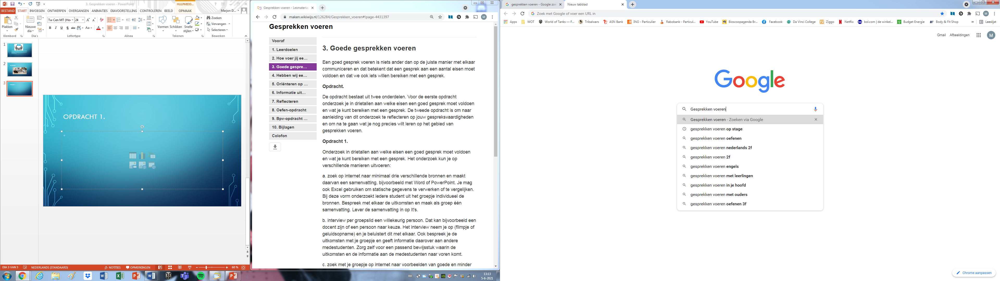 3. Gesprekken voeren - PowerPoint
HULPMIDD...
BESTAND START INVOEGEN ONTWERPEN OVERGANGEN ANIMATIES DIAVOORSTELLING CONTROLEREN BEELD OPMAAK Marjon D...
Tw Cen MT (Ho 24
Plakken
Nieuwe
dia
B I U S abc AV Aa A
Vormen Schikken Snelle
stijlen
Zoeken
Vervangen
Selecteren
Klembord Dia's Lettertype Alinea Tekenen Bewerken
1
2
3
OPDRACHT 1.
DIA 3 VAN 3 NEDERLANDS (STANDAARD) NOTITIES OPMERKINGEN 60 %
Gesprekken voeren - Lesmateria
maken.wikiwijs.nl/126284/Gesprekken_voeren#!page-4431397
Gesprekken voeren
Vooraf
1. Leerdoelen
2. Hoe voer jij ee...
3. Goede gespre...
4. Hebben wij ee...
5. Oriënteren op ...
6. Informatie uit...
7. Reflecteren
8. Oefen-opdracht
9. Bpv-opdracht ...
10. Bijlagen
Colofon
3. Goede gesprekken voeren
Een goed gesprek voeren is niets ander dan op de juiste manier met elkaar
communiceren en dat betekent dat een gesprek aan een aantal eisen moet
voldoen en dat we ook iets willen bereiken met een gesprek.
Opdracht.
De opdracht bestaat uit twee onderdelen. Voor de eerste opdracht
onderzoek je in drietallen aan welke eisen een goed gesprek moet voldoen
en wat je kunt bereiken met een gesprek. De tweede opdracht is om naar
aanleiding van dit onderzoek te reflecteren op jouw gespreksvaardigheden
en om na te gaan wat je nog precies wilt leren op het gebied van
gesprekken voeren.
Opdracht 1.
Onderzoek in drietallen aan welke eisen een goed gesprek moet voldoen
en wat je kunt bereiken met een gesprek. Het onderzoek kun je op
verschillende manieren uitvoeren:
a. zoek op internet naar minimaal drie verschillende bronnen en maakt
daarvan een samenvatting, bijvoorbeeld met Word of PowerPoint. Je mag
ook Excel gebruiken om statische gegevens te verwerken of te vergelijken.
Bij deze vorm onderzoekt iedere student uit het groepje individueel de
bronnen. Bespreek met elkaar de uitkomsten en maak als groep één
samenvatting. Lever de samenvatting in op It's.
b. interview per groepslid een willekeurig persoon. Dat kan bijvoorbeeld een
docent zijn of een persoon naar keuze. Het interview neem je op (filmpje of
geluidsopname) en je beluistert dit met elkaar. Ook bespreek je de
uitkomsten met je groepje en geeft informatie daarover aan andere
medestudenten. Zorg zelf voor een passend bewijsstuk waarin de
uitkomsten en de informatie aan de medestudenten naar voren komt.
c. zoek met je groepje op internet naar voorbeelden van goede en minder
13:13
5-6-2021
gesprekken voeren - Google zoe
Nieuw tabblad
Zoek met Google of voer een URL in
Apps WOT World of Tanks — F... Tribalwars ASN Bank ING - Particulier Rabobank - Particul... YouTube Bioscoopagenda Br... Facebook Da Vinci College Ziggo Netflix bol.com | de winkel... Budget Energie Body & Fit Shop » Leeslijst
Gmail Afbeeldingen M
Google
Gesprekken voeren
Gesprekken voeren - Zoeken via Google
gesprekken voeren op stage
gesprekken voeren oefenen
gesprekken voeren nederlands 2f
gesprekken voeren 2f
gesprekken voeren engels
gesprekken voeren met leerlingen
gesprekken voeren in je hoofd
gesprekken voeren met ouders
gesprekken voeren oefenen 3f
Chrome aanpassen